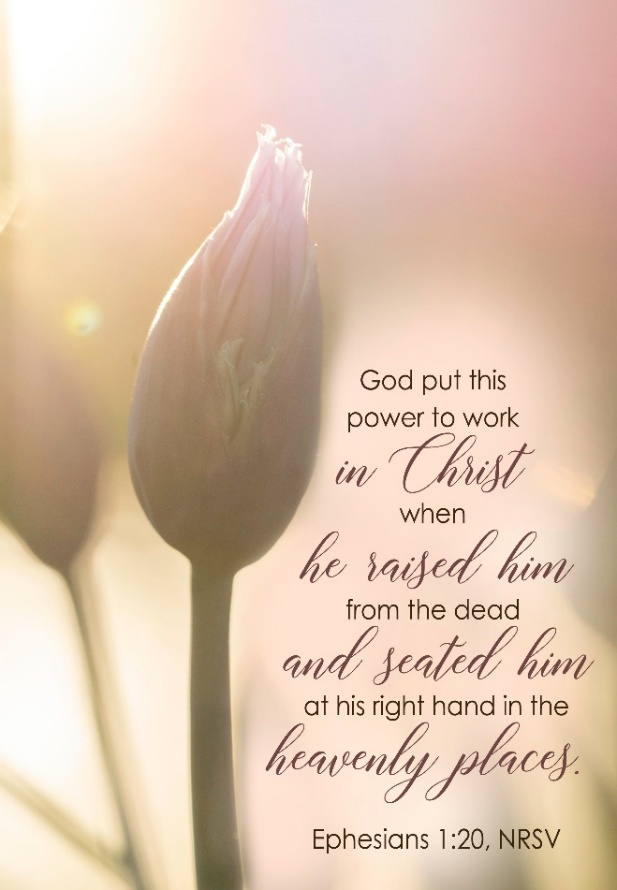 God put this
power to work
in Christ
when
he raised him
from the dead
and seated him
at his right hand in the
heavenly places.
Ephesians 1:20, NRSV